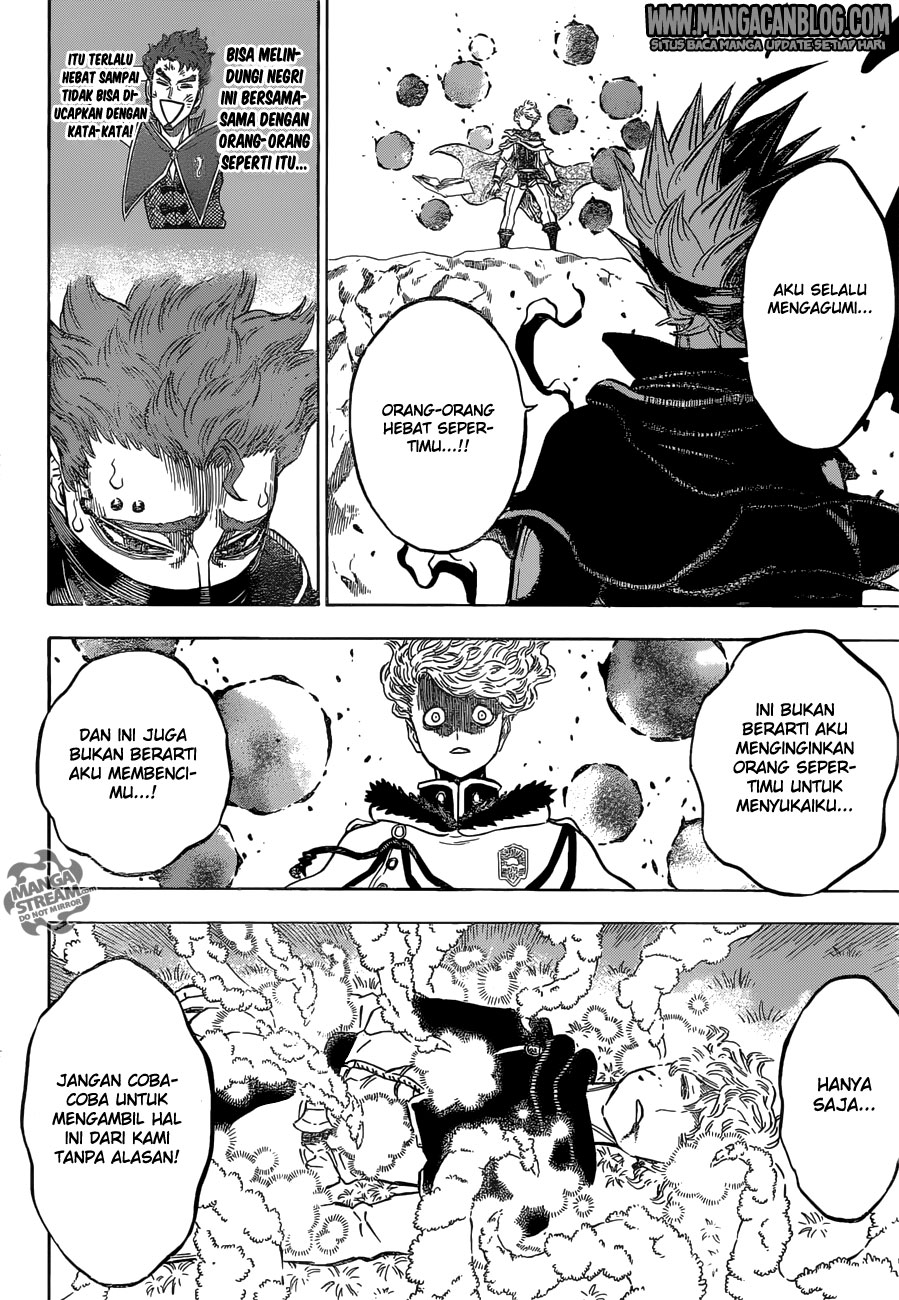 WWW.MANGACANBLOG.COM
SITUS BACA MANGA UPDATE SETIAP HARI
AKU SELALU
MENGAGUMI...
ORANG-ORANG
HEBAT SEPER-
TIMU...!!
BISA MELIN-
DUNGI NEGRI
INI BERSAMA-
SAMA DENGAN
ORANG-ORANG
SEPERTI ITU...
ITU TERLALU
HEBAT SAMPAI
TIDAK BISA DI-
UCAPKAN DENGAN
KATA-KATA!
INI BUKAN
BERARTI AKU
MENGINGINKAN
ORANG SEPER-
TIMU UNTUK
MENYUKAIKU...
DAN INI JUGA
BUKAN BERARTI
AKU MEMBENCI-
MU...!
MANGA
STREAM.com
DO NOT MIRROR
HANYA
SAJA...
JANGAN COBA-
COBA UNTUK
MENGAMBIL HAL
INI DARI KAMI
TANPA ALASAN!